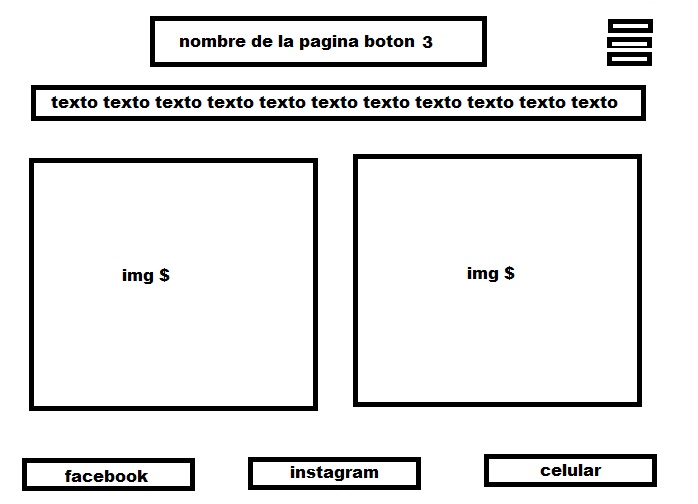 nombre de la pagina boton 3
texto texto texto texto texto texto texto texto texto texto texto
img $
img $
facebook
instagram
celular